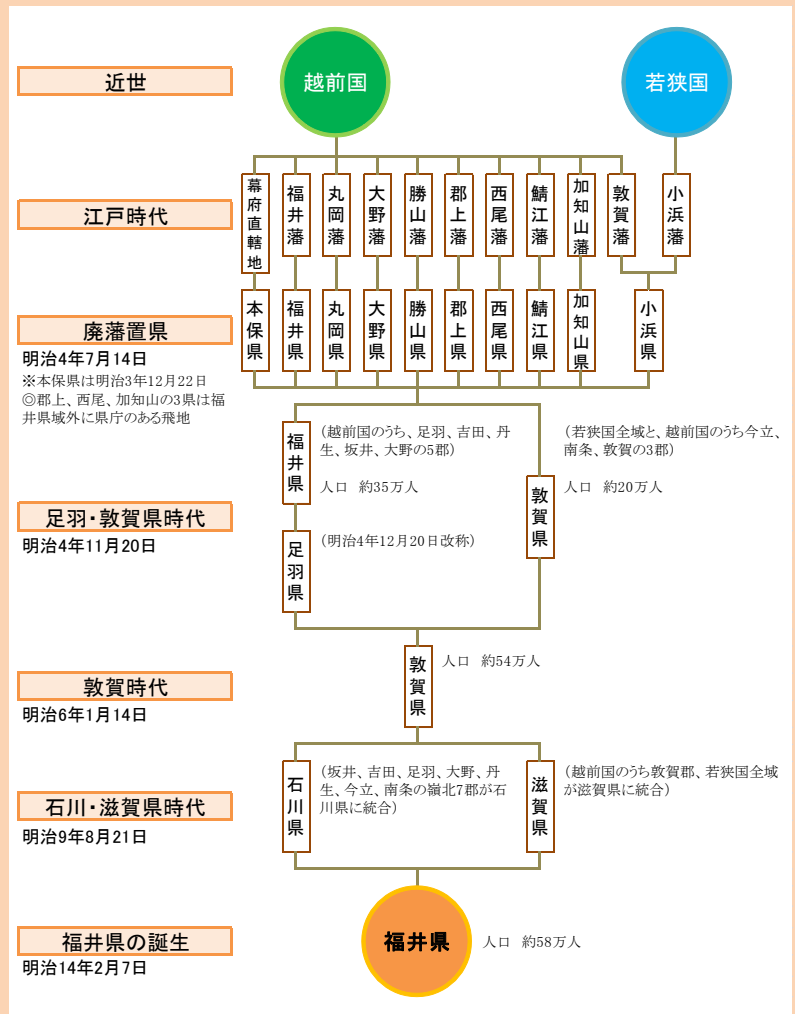 近世
越前国
若狭国
江戸時代
幕府直轄地
福井藩
丸岡藩
大野藩
勝山藩
郡上藩
西尾藩
鯖江藩
加知山藩
敦賀藩
小浜藩
廃藩置県
明治4年7月14日
※本保県は明治3年12月22日
◎郡上、西尾、加知山の3県は福
井県域外に県庁のある飛地
本保県
福井県
丸岡県
大野県
勝山県
郡上県
西尾県
鯖江県
加知山県
小浜県
足羽・敦賀県時代
明治4年11月20日
福井県
（越前国のうち、足羽、吉田、丹
生、坂井、大野の5郡）
人口　約35万人
足羽県
（明治4年12月20日改称）
敦賀県
（若狭国全域と、越前国のうち今立、
南条、敦賀の3郡）
人口　約20万人
敦賀時代
明治6年1月14日
敦賀県
人口　約54万人
石川・滋賀県時代
明治9年8月21日
石川県
（坂井、吉田、足羽、大野、丹
生、今立、南条の嶺北7郡が石
川県に統合）
滋賀県
（越前国のうち敦賀郡、若狭国全域
が滋賀県に統合）
福井県の誕生
明治14年2月7日
福井県
人口　約58万人